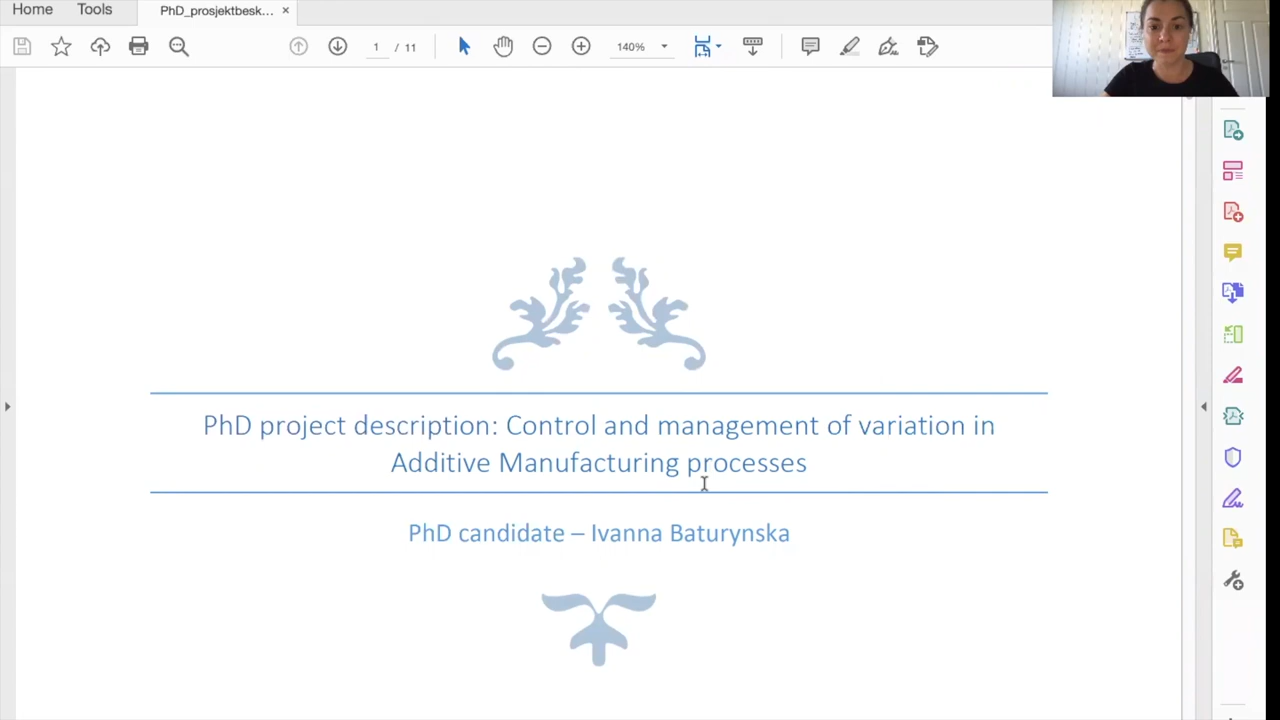 Home Tools PhD_prosjektbesk... ×
1 / 11 140%
PhD project description: Control and management of variation in
Additive Manufacturing processes
PhD candidate – Ivanna Baturynska